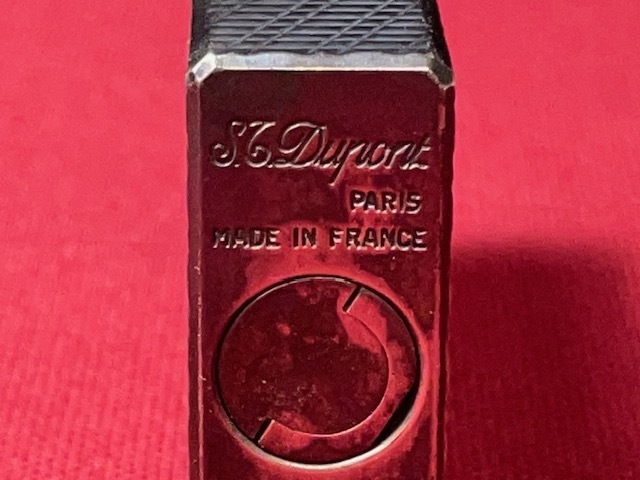 S.T. Dupont
PARIS
MADE IN FRANCE